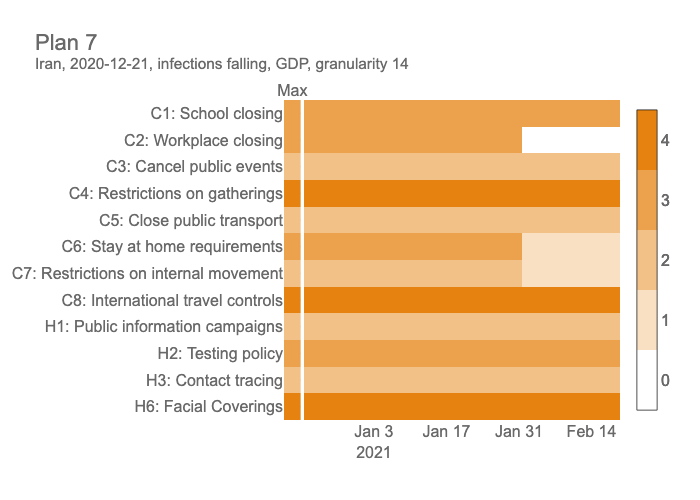 Plan 7
Iran, 2020-12-21, infections falling, GDP, granularity 14
Max
C1: School closing
C2: Workplace closing
C3: Cancel public events
C4: Restrictions on gatherings
C5: Close public transport
C6: Stay at home requirements
C7: Restrictions on internal movement
C8: International travel controls
H1: Public information campaigns
H2: Testing policy
H3: Contact tracing
H6: Facial Coverings
4
3
2
1
0
Jan 3 Jan 17 Jan 31 Feb 14
2021